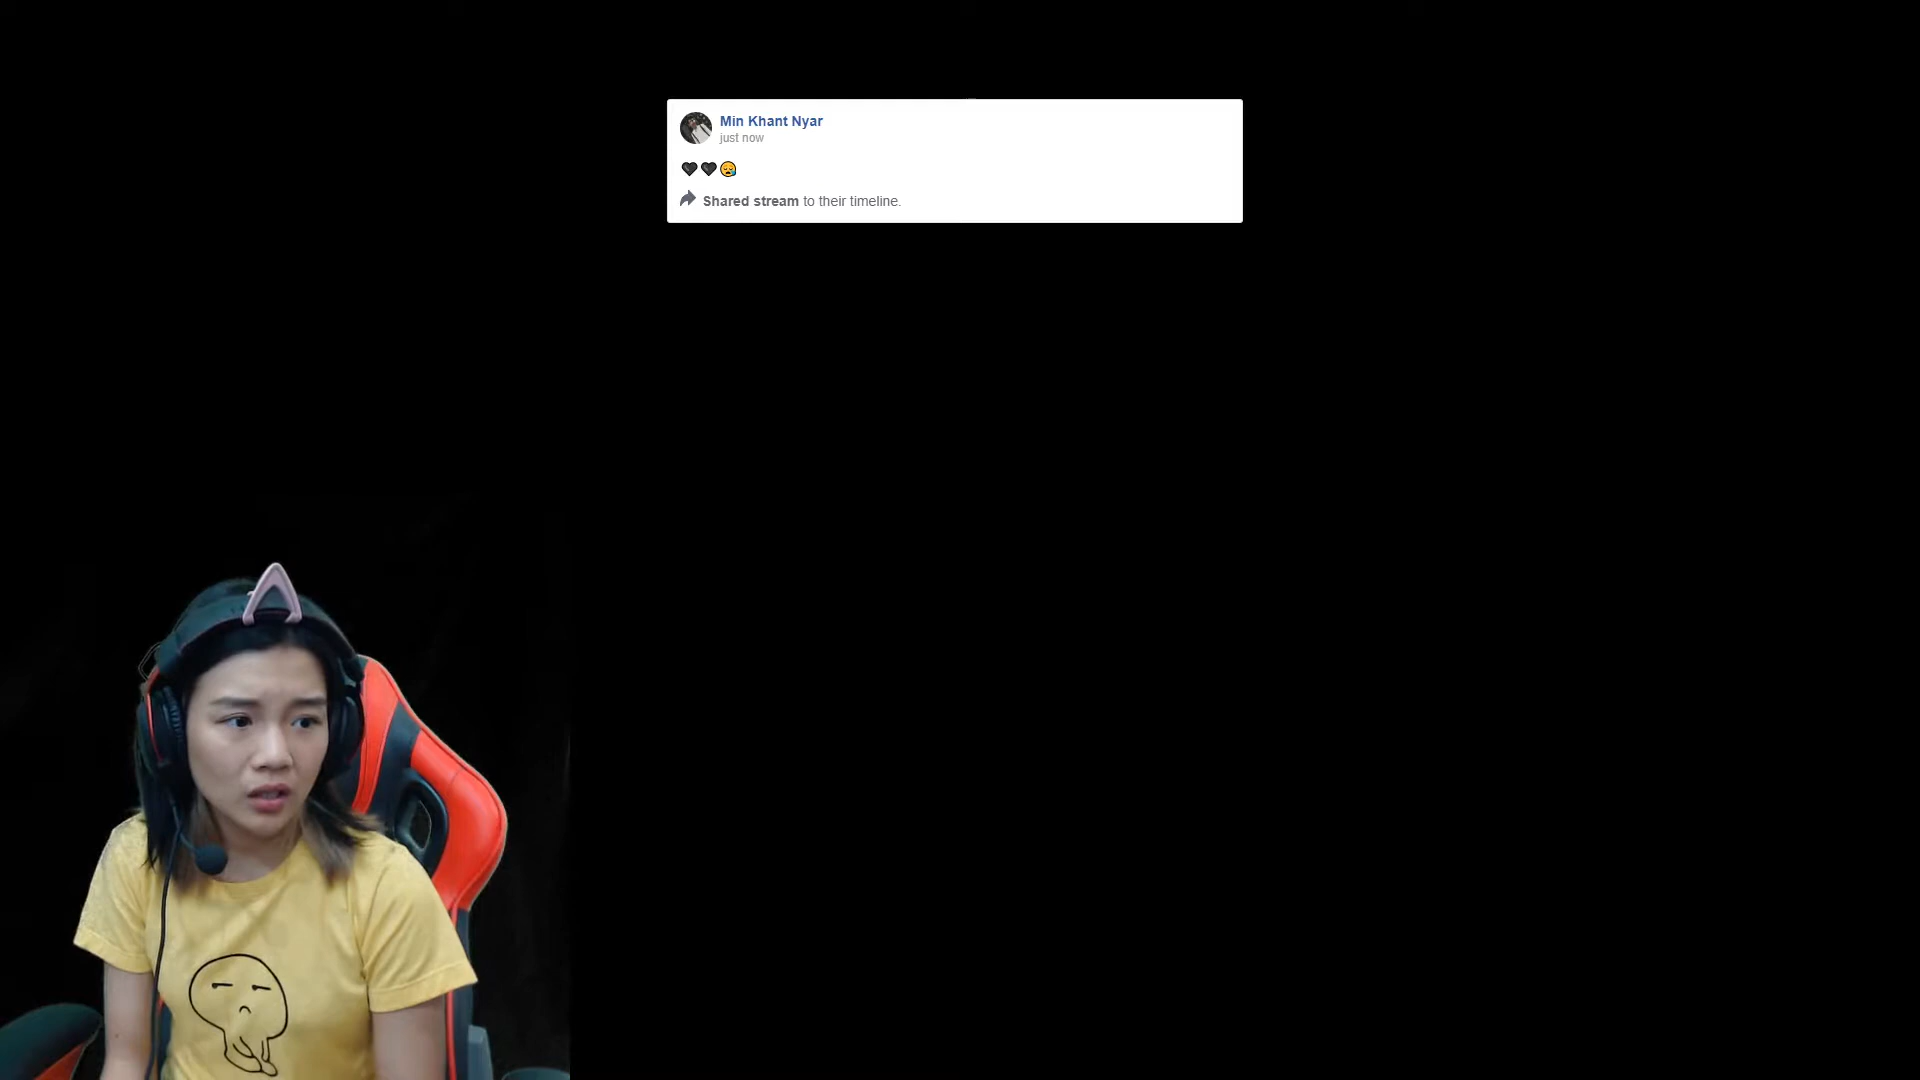 Min Khant Nyar
just now
🖤🖤😪
Shared stream to their timeline.